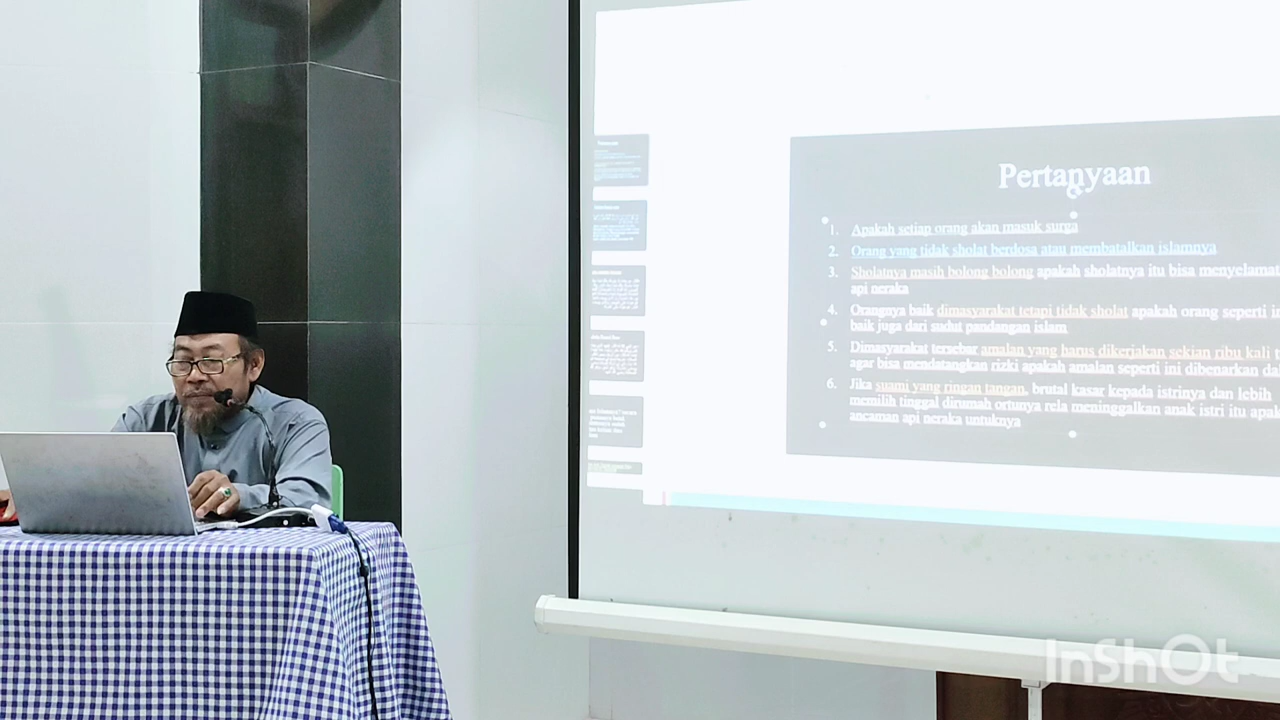 Pertanyaan
1. Apakah setiap orang akan masuk surga
2. Orang yang tidak sholat berdosa atau membatalkan islamnya
3. Sholatnya masih bolong bolong apakah sholatnya itu bisa menyelamat
api neraka
4. Orangnya baik dimasyarakat tetapi tidak sholat apakah orang seperti in
baik juga dari sudut pandangan islam
5. Dimasyarakat tersebar amalan yang harus dikerjakan sekian ribu kali t
agar bisa mendatangkan rizki apakah amalan seperti ini dibenarkan dal
6. Jika suami yang ringan tangan, brutal kasar kepada istrinya dan lebih
memilih tinggal dirumah ortunya rela meninggalkan anak istri itu apak
ancaman api neraka untuknya
InShOt